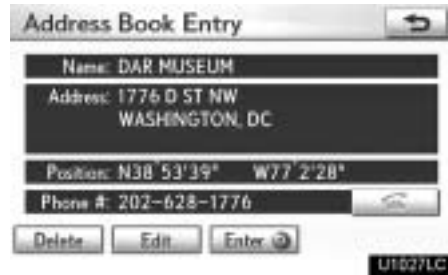 Address Book Entry
Name: DAR MUSEUM
Address: 1776 D ST NW
WASHINGTON, DC
Position: N38°53'39" W77°2'28"
Phone #: 202-628-1776
Delete Edit Enter
U1027LC